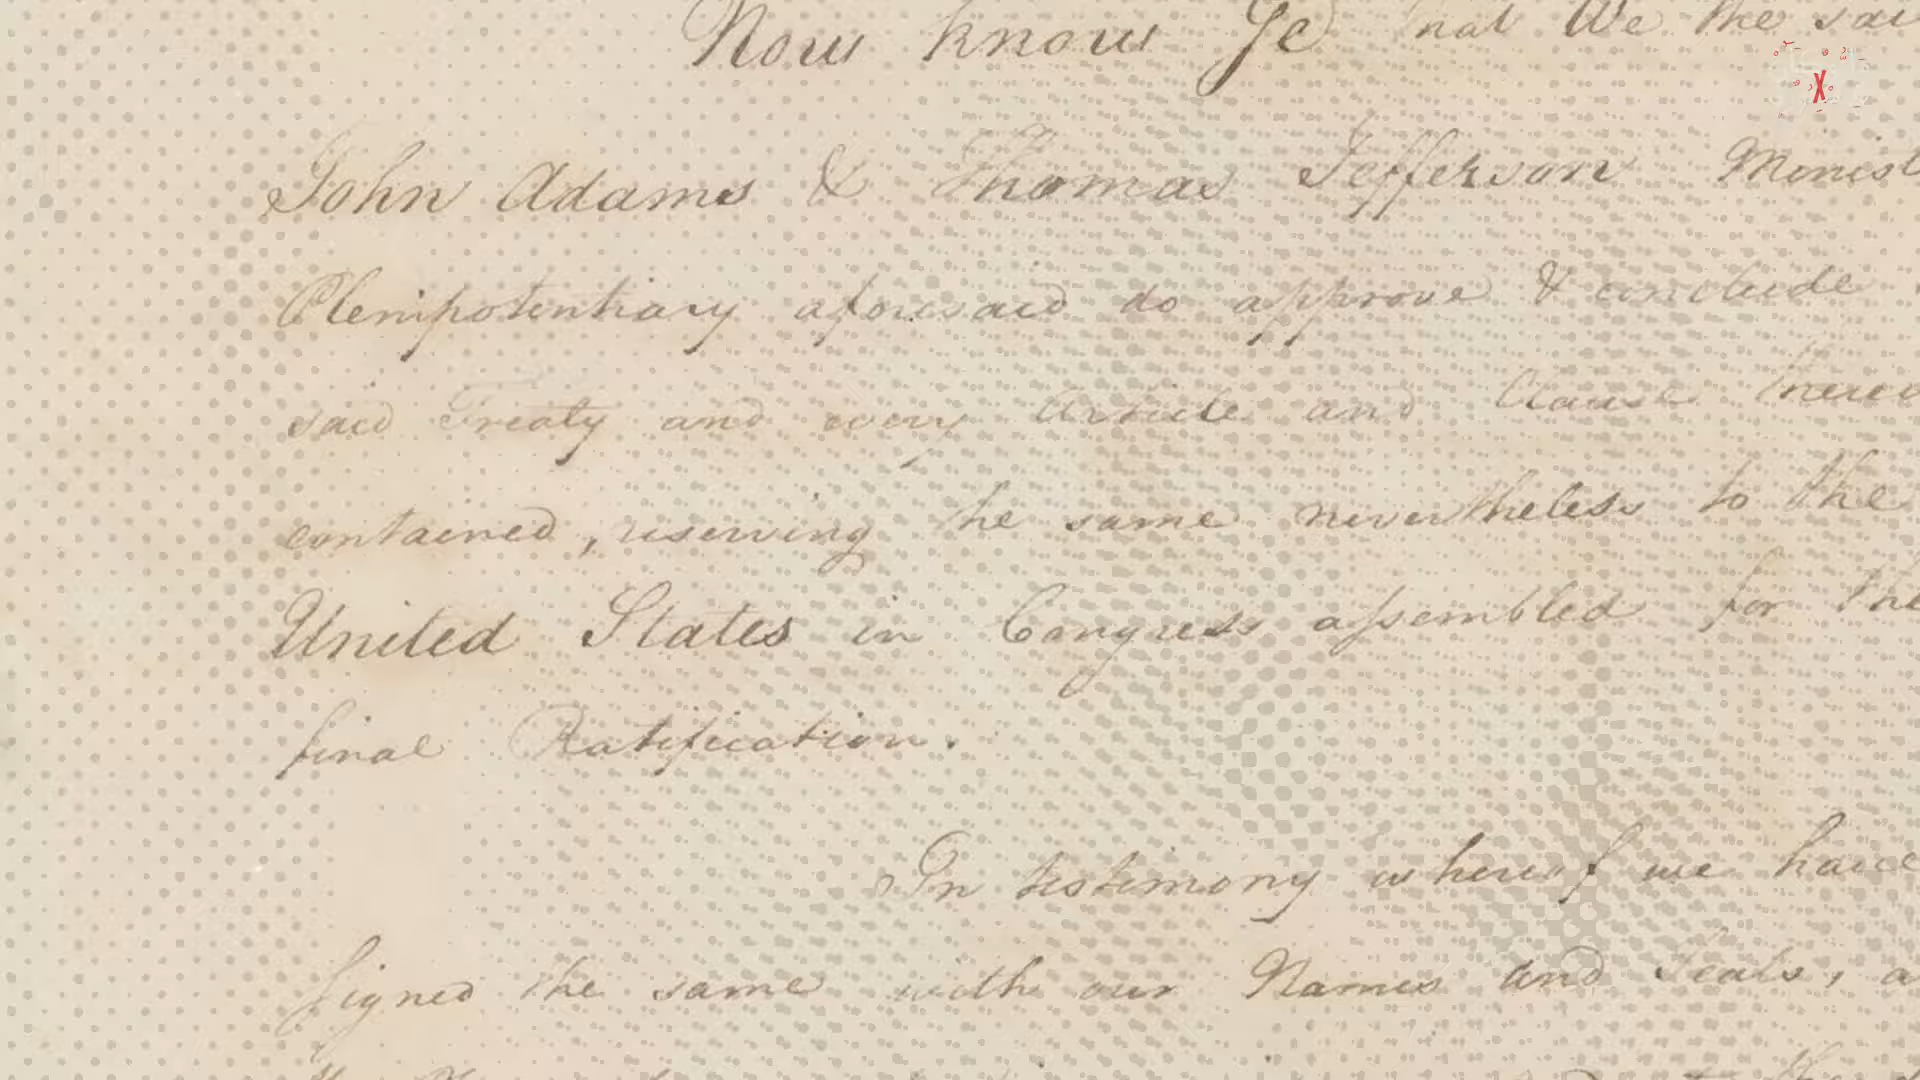 Now know Ye that We the sai
John Adams & Thomas Jefferson Minist
Plenipotentiary aforesaid do approve & conclude
said Treaty and every Article and Clause there
contained, reserving the same nevertheless to the
United States in Congress assembled for the
final Ratification.
In testimony whereof we have
signed the same with our Names and Seals, a